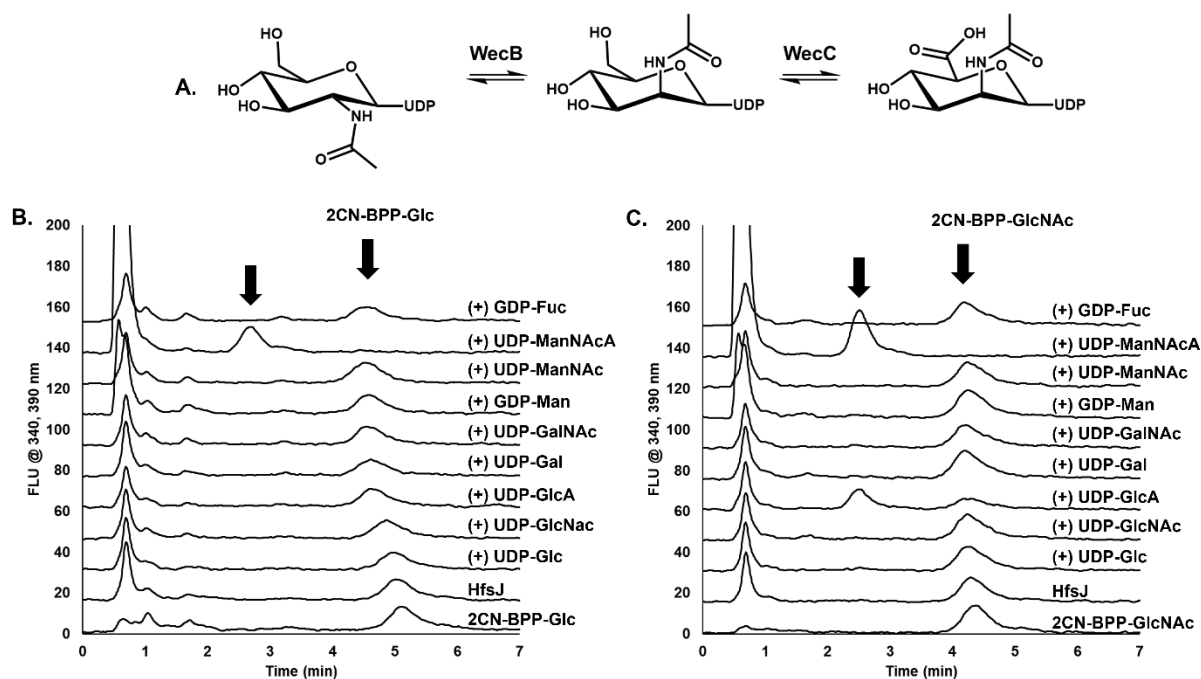 A.
HO
O
HO
HO
NH
O
UDP
WecB
HO
O
HN
O
HO
HO
UDP
WecC
O
OH
O
HN
O
HO
HO
UDP
B.
2CN-BPP-Glc
FLU @ 340, 390 nm
200
180
160
140
120
100
80
60
40
20
0
(+) GDP-Fuc
(+) UDP-ManNAcA
(+) UDP-ManNAc
(+) GDP-Man
(+) UDP-GalNAc
(+) UDP-Gal
(+) UDP-GlcA
(+) UDP-GlcNac
(+) UDP-Glc
HfsJ
2CN-BPP-Glc
0 1 2 3 4 5 6 7
Time (min)
C.
2CN-BPP-GlcNAc
FLU @ 340, 390 nm
200
180
160
140
120
100
80
60
40
20
0
(+) GDP-Fuc
(+) UDP-ManNAcA
(+) UDP-ManNAc
(+) GDP-Man
(+) UDP-GalNAc
(+) UDP-Gal
(+) UDP-GlcA
(+) UDP-GlcNAc
(+) UDP-Glc
HfsJ
2CN-BPP-GlcNAc
0 1 2 3 4 5 6 7
Time (min)